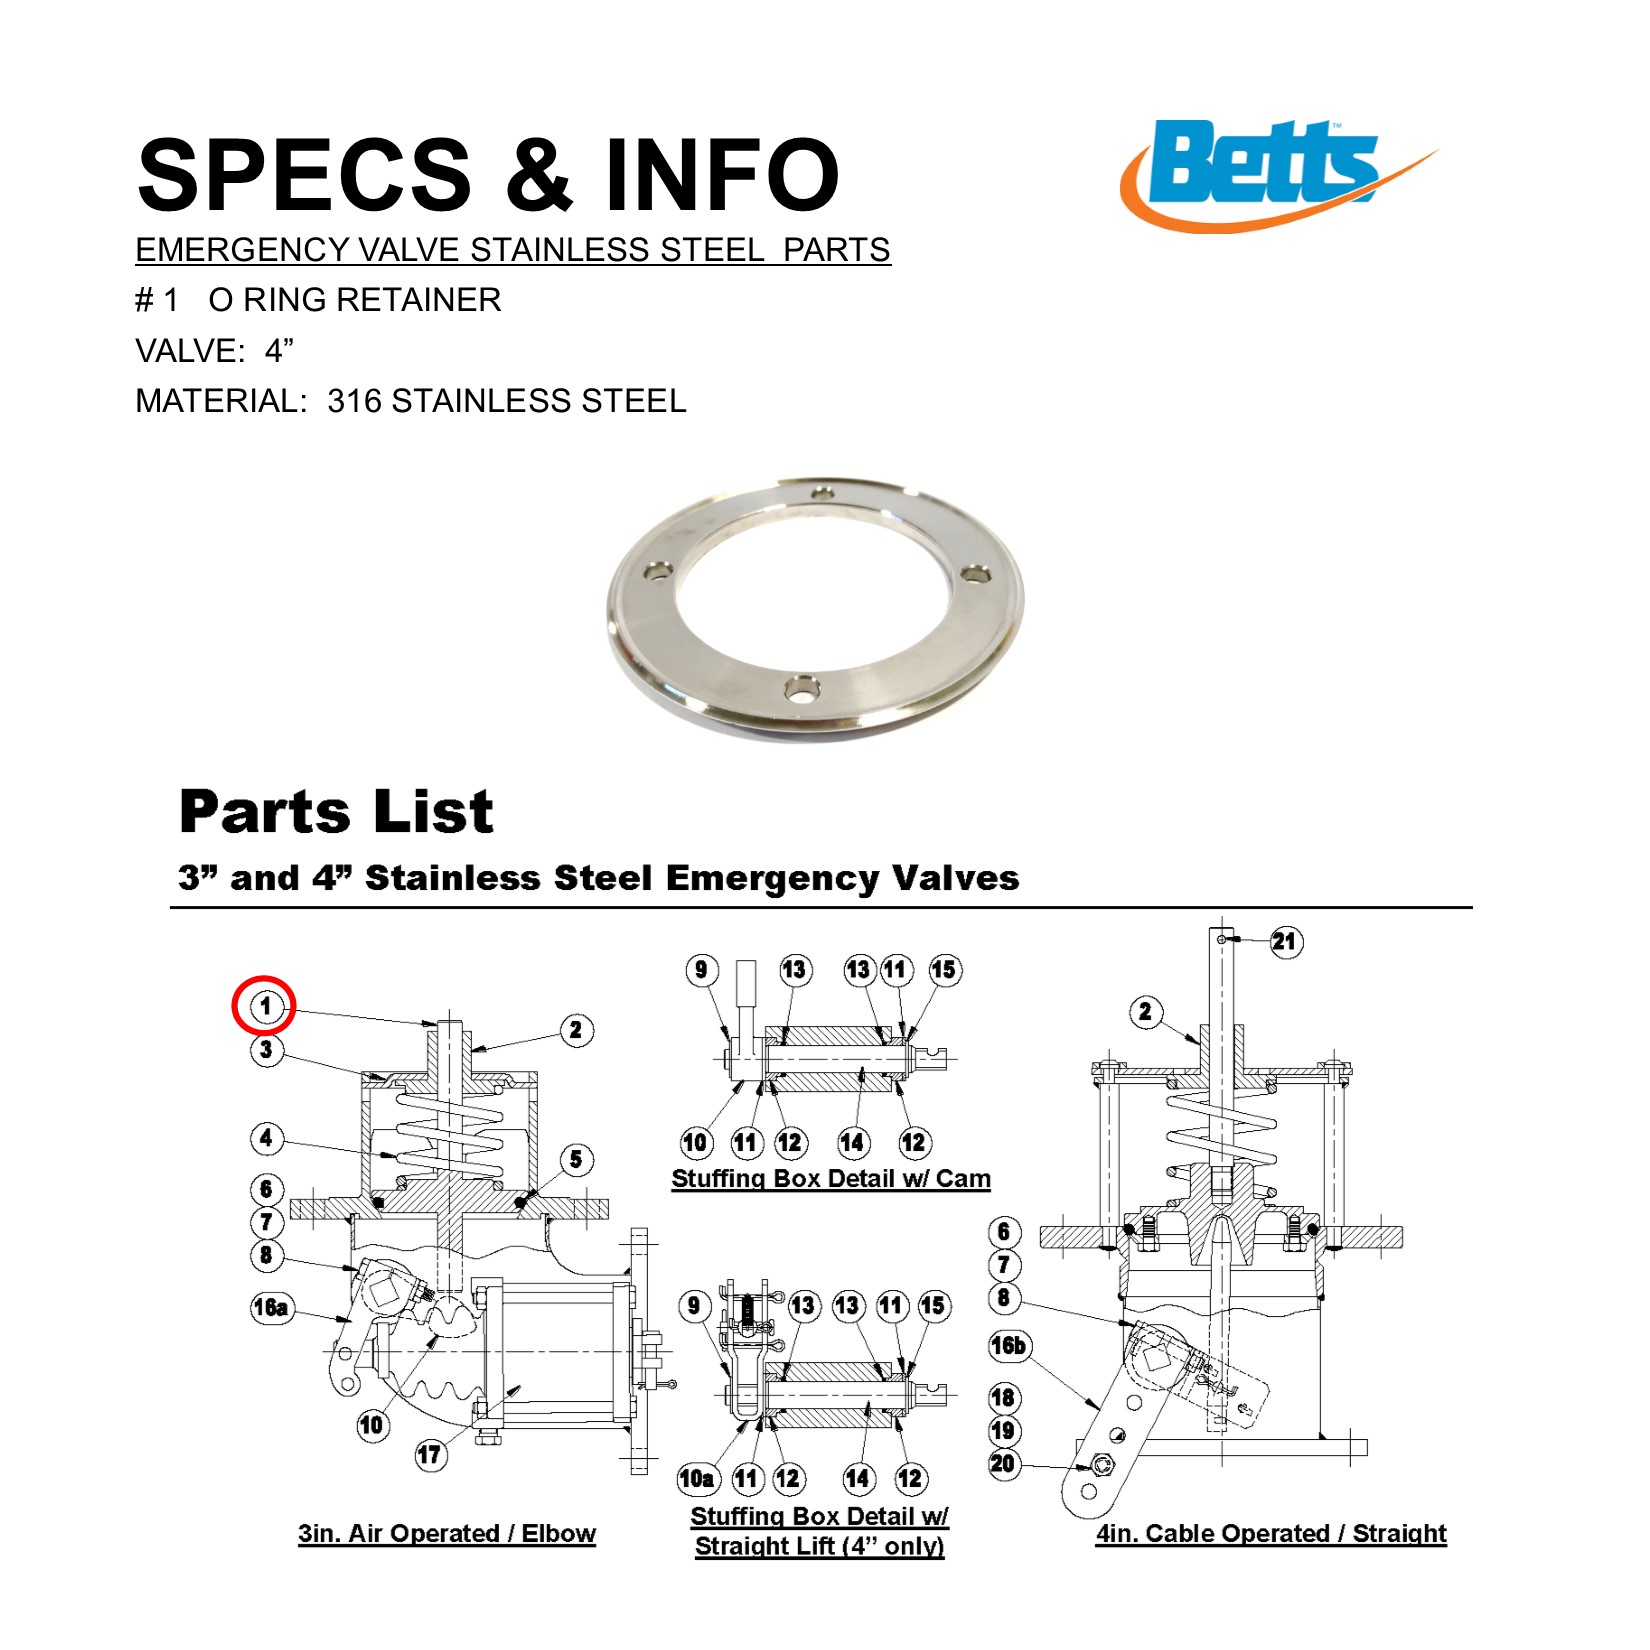 SPECS & INFO
Betts™
EMERGENCY VALVE STAINLESS STEEL PARTS
# 1 O RING RETAINER
VALVE: 4”
MATERIAL: 316 STAINLESS STEEL
Parts List
3” and 4” Stainless Steel Emergency Valves
1
2
3
4
5
6
7
8
16a
10
17
3in. Air Operated / Elbow
9
13
13
11
15
10
11
12
14
12
Stuffing Box Detail w/ Cam
9
13
13
11
15
10a
11
12
14
12
Stuffing Box Detail w/
Straight Lift (4” only)
21
2
6
7
8
16b
18
19
20
4in. Cable Operated / Straight